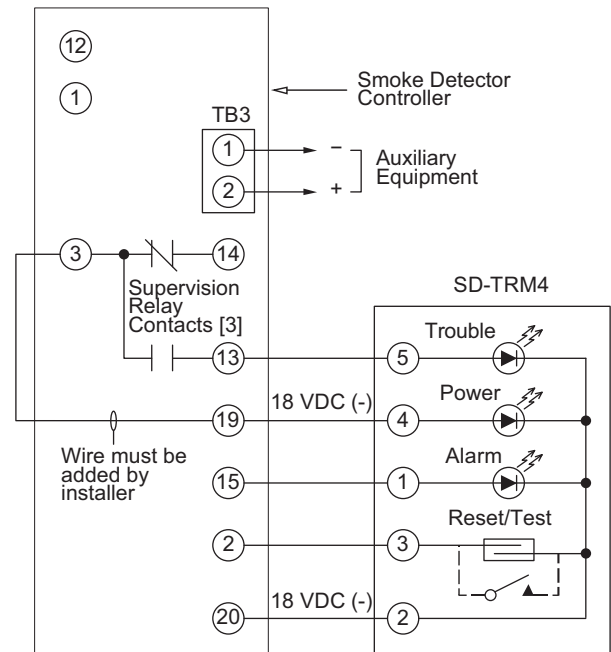 12
1
Smoke Detector
Controller
TB3
1
−
2
+
Auxiliary
Equipment
3
14
Supervision
Relay
Contacts [3]
SD-TRM4
13
5
Trouble
19
18 VDC (-)
4
Power
Wire must be
added by
installer
15
1
Alarm
2
3
Reset/Test
20
18 VDC (-)
2